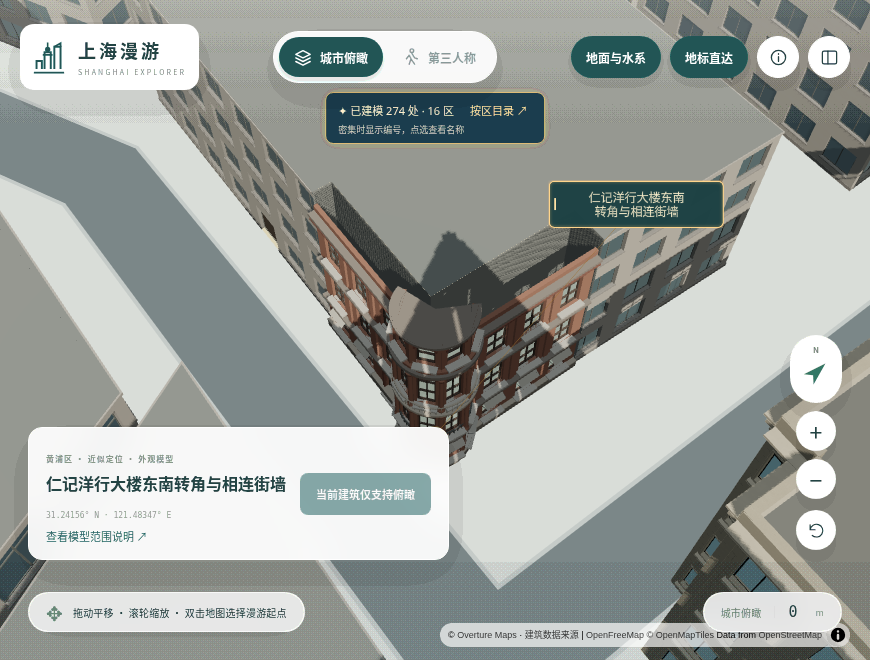 上海漫游
SHANGHAI EXPLORER
城市俯瞰
第三人称
地面与水系
地标直达
✦ 已建模 274 处 · 16 区 按区目录 ↗
密集时显示编号，点选查看名称
仁记洋行大楼东南
转角与相连街墙
N
黄浦区 · 近似定位 · 外观模型
仁记洋行大楼东南转角与相连街墙
当前建筑仅支持俯瞰
31.24156° N · 121.48347° E
查看模型范围说明 ↗
拖动平移 · 滚轮缩放 · 双击地图选择漫游起点
城市俯瞰 0 m
© Overture Maps · 建筑数据来源 | OpenFreeMap © OpenMapTiles Data from OpenStreetMap